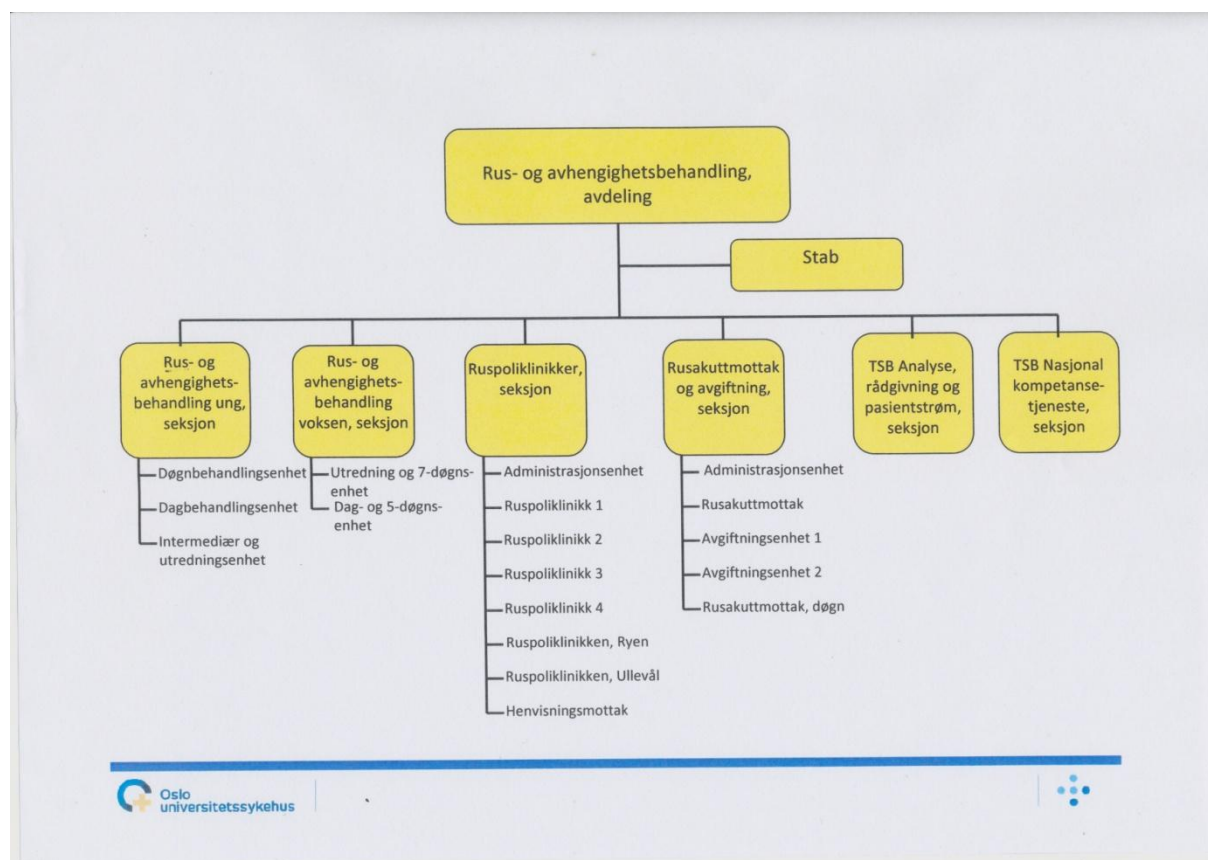 Rus- og avhengighetsbehandling,
avdeling
Stab
Rus- og
avhengighets-
behandling ung,
seksjon
Døgnbehandlingsenhet
Dagbehandlingsenhet
Intermediær og
utredningsenhet
Rus- og
avhengighets-
behandling
voksen, seksjon
Utredning og 7-døgns-
enhet
Dag- og 5-døgns-
enhet
Ruspoliklinikker,
seksjon
Administrasjonsenhet
Ruspoliklinikk 1
Ruspoliklinikk 2
Ruspoliklinikk 3
Ruspoliklinikk 4
Ruspoliklinikken, Ryen
Ruspoliklinikken, Ullevål
Henvisningsmottak
Rusakuttmottak
og avgiftning,
seksjon
Administrasjonsenhet
Rusakuttmottak
Avgiftningsenhet 1
Avgiftningsenhet 2
Rusakuttmottak, døgn
TSB Analyse,
rådgivning og
pasientstrøm,
seksjon
TSB Nasjonal
kompetanse-
tjeneste,
seksjon
Oslo
universitetssykehus